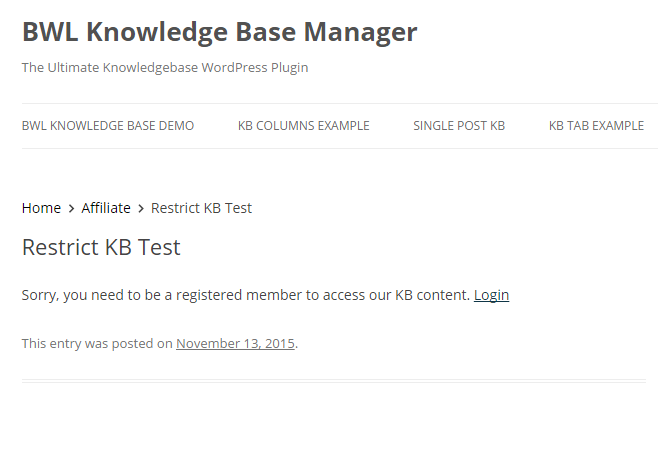 BWL Knowledge Base Manager
The Ultimate Knowledgebase WordPress Plugin
BWL KNOWLEDGE BASE DEMO KB COLUMNS EXAMPLE SINGLE POST KB KB TAB EXAMPLE
Home > Affiliate > Restrict KB Test
Restrict KB Test
Sorry, you need to be a registered member to access our KB content. Login
This entry was posted on November 13, 2015.